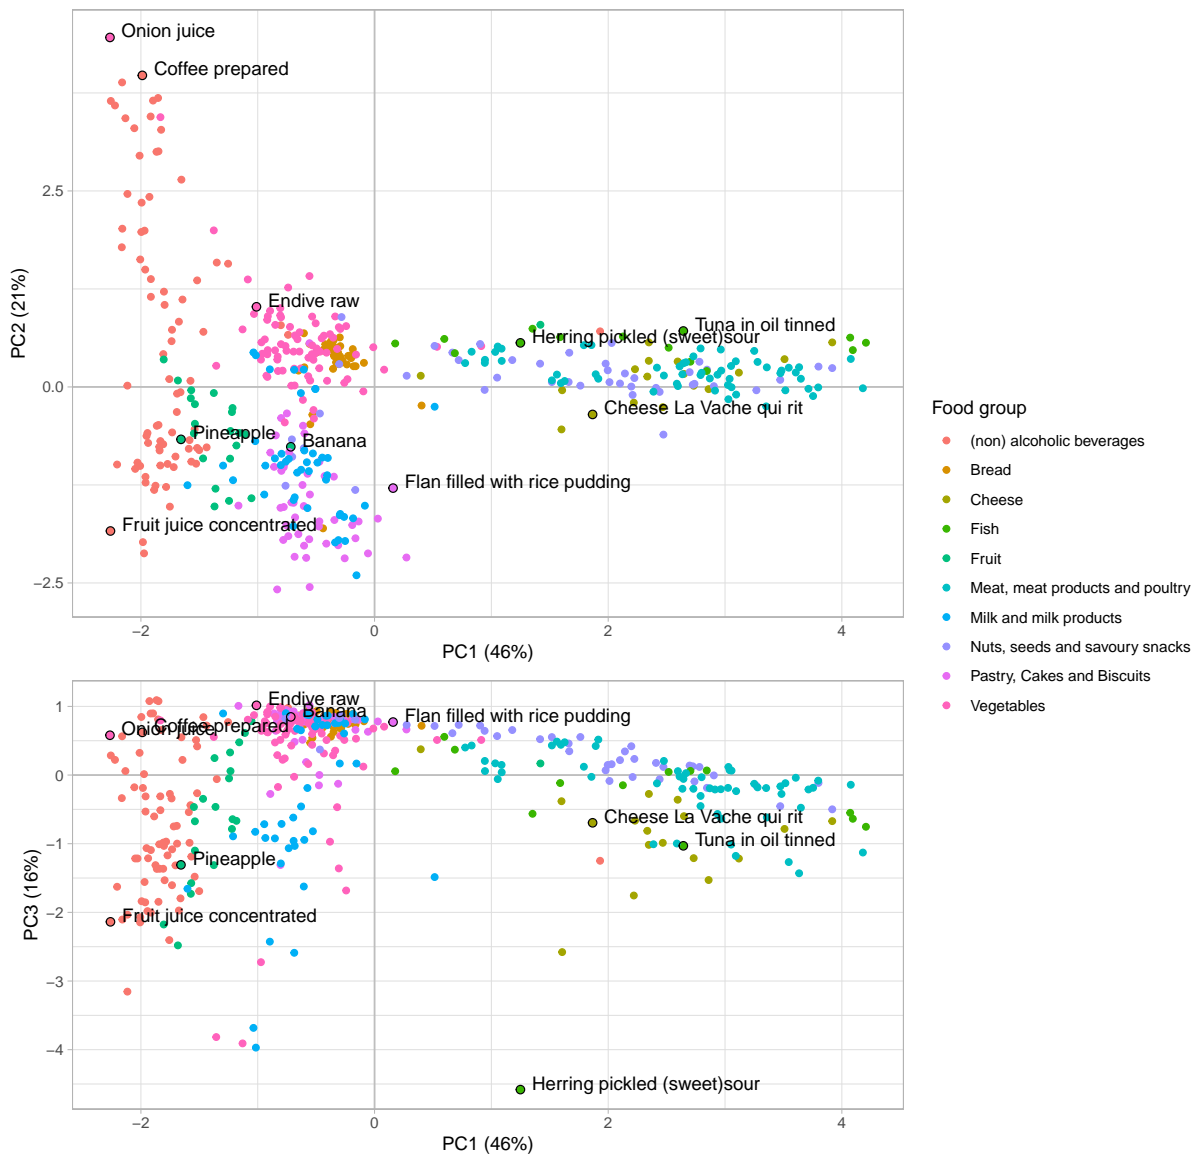 Onion juice
Coffee prepared
2.5
Endive raw
Tuna in oil tinned
Herring pickled (sweet)sour
PC2 (21%)
0.0
Cheese La Vache qui rit
Pineapple
Banana
Flan filled with rice pudding
Fruit juice concentrated
−2.5
−2
0
2
4
PC1 (46%)
Food group
(non) alcoholic beverages
Bread
Cheese
Fish
Fruit
Meat, meat products and poultry
Milk and milk products
Nuts, seeds and savoury snacks
Pastry, Cakes and Biscuits
Vegetables
1
Endive raw
Banana
Flan filled with rice pudding
Coffee prepared
Onion juice
0
Cheese La Vache qui rit
Tuna in oil tinned
−1
Pineapple
PC3 (16%)
−2
Fruit juice concentrated
−3
−4
Herring pickled (sweet)sour
−2
0
2
4
PC1 (46%)